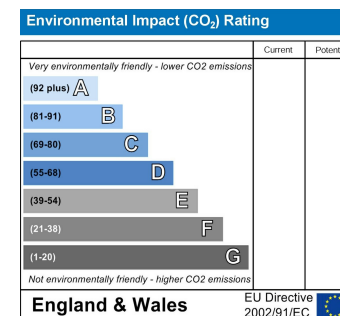 Environmental Impact (CO₂) Rating
Current Potent
Very environmentally friendly - lower CO2 emissions
(92 plus) A
(81-91) B
(69-80) C
(55-68) D
(39-54) E
(21-38) F
(1-20) G
Not environmentally friendly - higher CO2 emissions
England & Wales
EU Directive
2002/91/EC